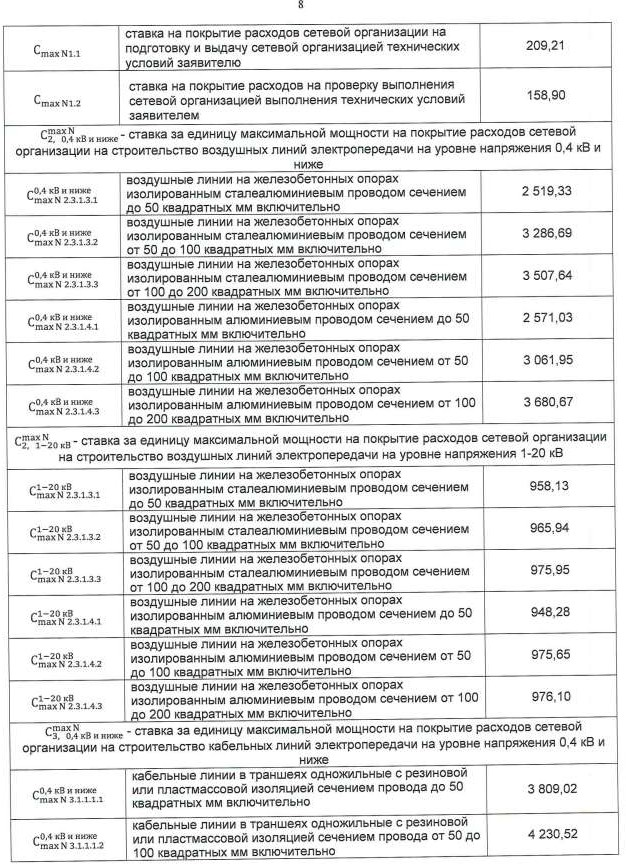 8
C max N1.1
ставка на покрытие расходов сетевой организации на
подготовку и выдачу сетевой организацией технических
условий заявителю
209,21
C max N1.2
ставка на покрытие расходов на проверку выполнения
сетевой организацией выполнения технических условий
заявителем
158,90
C max N 2, 0,4 кВ и ниже - ставка за единицу максимальной мощности на покрытие расходов сетевой
организации на строительство воздушных линий электропередачи на уровне напряжения 0,4 кВ и
ниже
C 0,4 кВ и ниже max N 2.3.1.3.1
воздушные линии на железобетонных опорах
изолированным сталеалюминиевым проводом сечением
до 50 квадратных мм включительно
2 519,33
C 0,4 кВ и ниже max N 2.3.1.3.2
воздушные линии на железобетонных опорах
изолированным сталеалюминиевым проводом сечением
от 50 до 100 квадратных мм включительно
3 286,69
C 0,4 кВ и ниже max N 2.3.1.3.3
воздушные линии на железобетонных опорах
изолированным сталеалюминиевым проводом сечением
от 100 до 200 квадратных мм включительно
3 507,64
C 0,4 кВ и ниже max N 2.3.1.4.1
воздушные линии на железобетонных опорах
изолированным алюминиевым проводом сечением до 50
квадратных мм включительно
2 571,03
C 0,4 кВ и ниже max N 2.3.1.4.2
воздушные линии на железобетонных опорах
изолированным алюминиевым проводом сечением от 50
до 100 квадратных мм включительно
3 061,95
C 0,4 кВ и ниже max N 2.3.1.4.3
воздушные линии на железобетонных опорах
изолированным алюминиевым проводом сечением от 100
до 200 квадратных мм включительно
3 680,67
C max N 2, 1−20 кВ - ставка за единицу максимальной мощности на покрытие расходов сетевой организации
на строительство воздушных линий электропередачи на уровне напряжения 1-20 кВ
C 1−20 кВ max N 2.3.1.3.1
воздушные линии на железобетонных опорах
изолированным сталеалюминиевым проводом сечением
до 50 квадратных мм включительно
958,13
C 1−20 кВ max N 2.3.1.3.2
воздушные линии на железобетонных опорах
изолированным сталеалюминиевым проводом сечением
от 50 до 100 квадратных мм включительно
965,94
C 1−20 кВ max N 2.3.1.3.3
воздушные линии на железобетонных опорах
изолированным сталеалюминиевым проводом сечением
от 100 до 200 квадратных мм включительно
975,95
C 1−20 кВ max N 2.3.1.4.1
воздушные линии на железобетонных опорах
изолированным алюминиевым проводом сечением до 50
квадратных мм включительно
948,28
C 1−20 кВ max N 2.3.1.4.2
воздушные линии на железобетонных опорах
изолированным алюминиевым проводом сечением от 50
до 100 квадратных мм включительно
975,65
C 1−20 кВ max N 2.3.1.4.3
воздушные линии на железобетонных опорах
изолированным алюминиевым проводом сечением от 100
до 200 квадратных мм включительно
976,10
C max N 3, 0,4 кВ и ниже - ставка за единицу максимальной мощности на покрытие расходов сетевой
организации на строительство кабельных линий электропередачи на уровне напряжения 0,4 кВ и
ниже
C 0,4 кВ и ниже max N 3.1.1.1.1
кабельные линии в траншеях одножильные с резиновой
или пластмассовой изоляцией сечением провода до 50
квадратных мм включительно
3 809,02
C 0,4 кВ и ниже max N 3.1.1.1.2
кабельные линии в траншеях одножильные с резиновой
или пластмассовой изоляцией сечением провода от 50 до
100 квадратных мм включительно
4 230,52